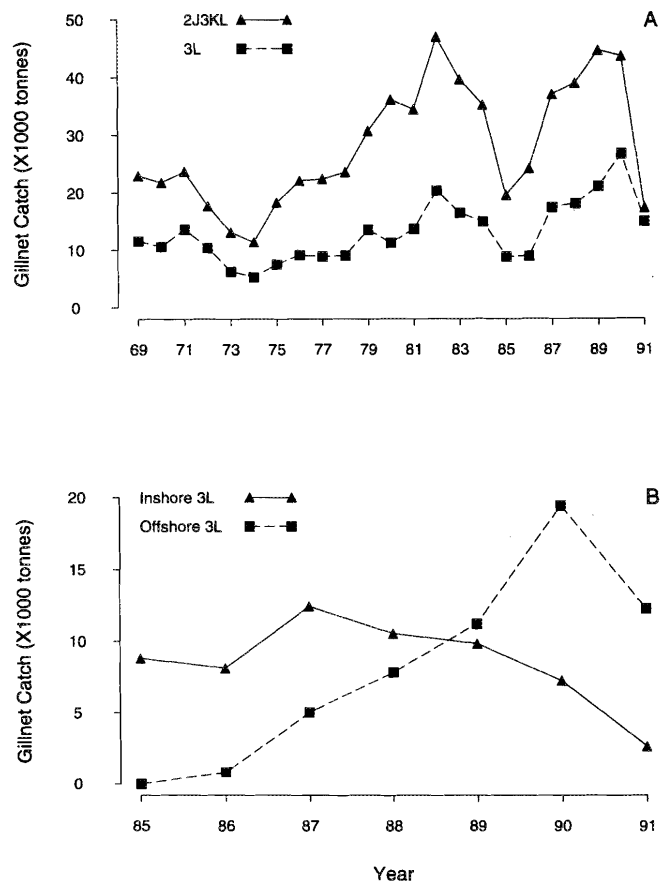 A
2J3KL
3L
Gillnet Catch (X1000 tonnes)
50
40
30
20
10
0
69 71 73 75 77 79 81 83 85 87 89 91
B
Inshore 3L
Offshore 3L
Gillnet Catch (X1000 tonnes)
20
15
10
5
0
85 86 87 88 89 90 91
Year